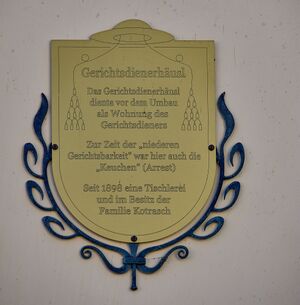 Gerichtsdienerhäusl
Das Gerichtsdienerhäusl
diente vor dem Umbau
als Wohnung des
Gerichtsdieners
Zur Zeit der „niederen
Gerichtsbarkeit" war hier auch die
„Keuchen" (Arrest)
Seit 1898 eine Tischlerei
und im Besitz der
Familie Kotrasch